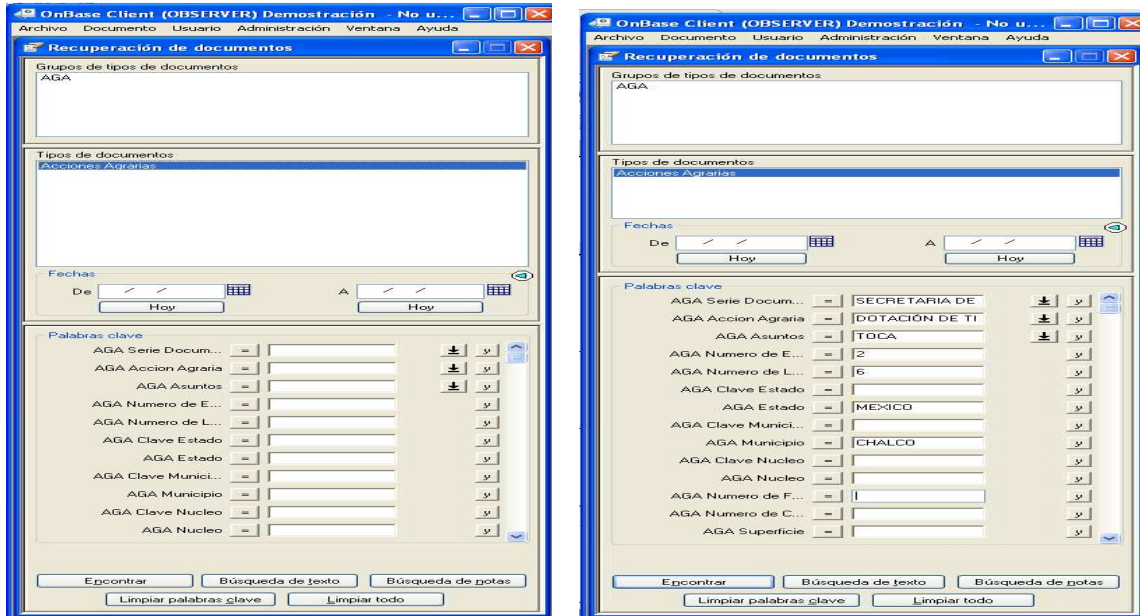 OnBase Client (OBSERVER) Demostración - No u...
Archivo Documento Usuario Administración Ventana Ayuda
Recuperación de documentos
Grupos de tipos de documentos
AGA
Tipos de documentos
Acciones Agrarias
Fechas
De / / A / /
Hoy Hoy
Palabras clave
AGA Serie Docum... = y
AGA Accion Agraria = y
AGA Asuntos = y
AGA Numero de E... = y
AGA Numero de L... = y
AGA Clave Estado = y
AGA Estado = y
AGA Clave Munici... = y
AGA Municipio = y
AGA Clave Nucleo = y
AGA Nucleo = y
Encontrar Búsqueda de texto Búsqueda de notas
Limpiar palabras clave Limpiar todo
OnBase Client (OBSERVER) Demostración - No u...
Archivo Documento Usuario Administración Ventana Ayuda
Recuperación de documentos
Grupos de tipos de documentos
AGA
Tipos de documentos
Acciones Agrarias
Fechas
De / / A / /
Hoy Hoy
Palabras clave
AGA Serie Docum... = SECRETARIA DE y
AGA Accion Agraria = DOTACIÓN DE TI y
AGA Asuntos = TOCA y
AGA Numero de E... = 2 y
AGA Numero de L... = 6 y
AGA Clave Estado = y
AGA Estado = MEXICO y
AGA Clave Munici... = y
AGA Municipio = CHALCO y
AGA Clave Nucleo = y
AGA Nucleo = y
AGA Numero de F... = y
AGA Numero de C... = y
AGA Superficie = y
Encontrar Búsqueda de texto Búsqueda de notas
Limpiar palabras clave Limpiar todo